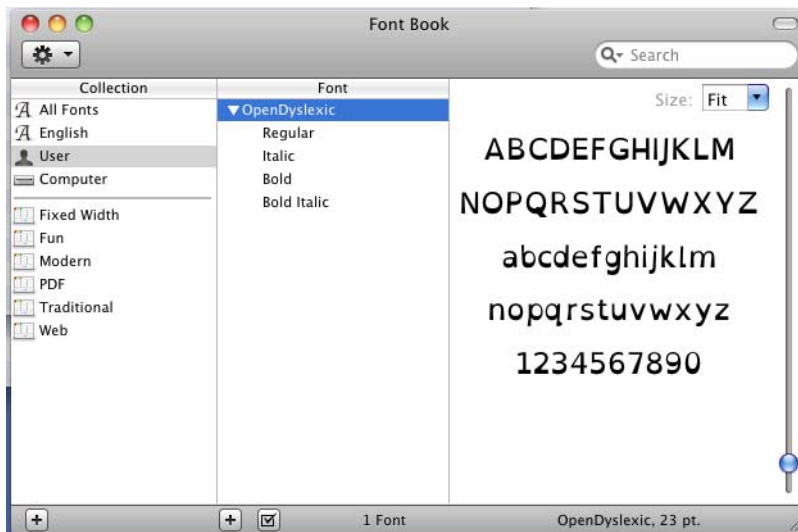 Font Book
Search
Collection
All Fonts
English
User
Computer
Fixed Width
Fun
Modern
PDF
Traditional
Web
Font
OpenDyslexic
Regular
Italic
Bold
Bold Italic
Size: Fit
ABCDEFGHIJKLM
NOPQRSTUVWXYZ
abcdefghijklm
nopqrstuvwxyz
1234567890
1 Font
OpenDyslexic, 23 pt.